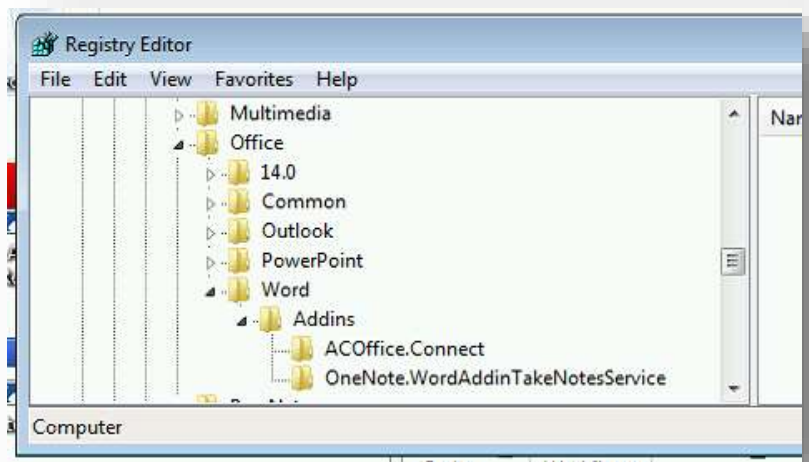 Registry Editor
File Edit View Favorites Help
Multimedia
Nar
Office
14.0
Common
Outlook
PowerPoint
Word
Addins
ACOffice.Connect
OneNote.WordAddinTakeNotesService
Computer